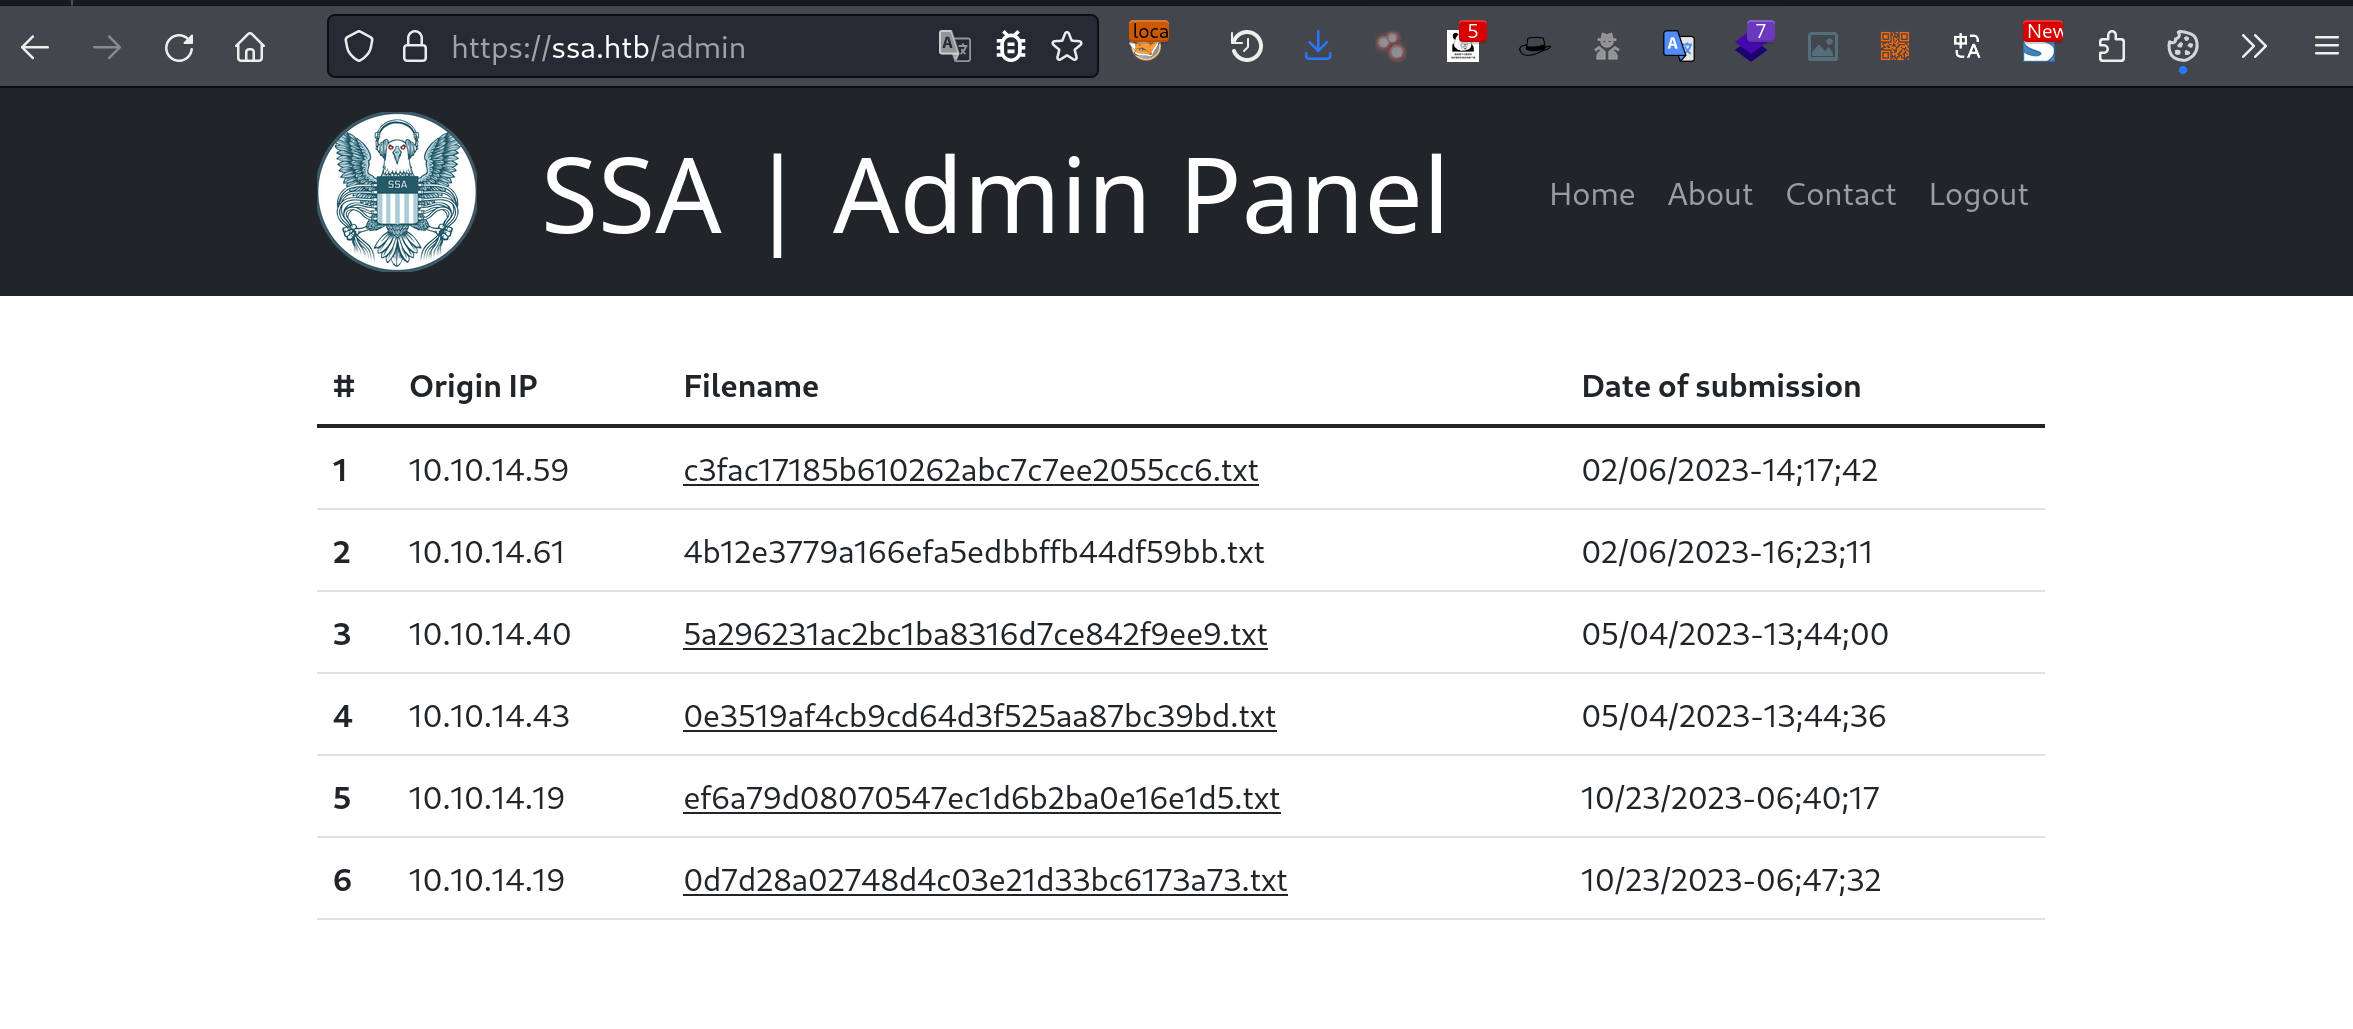 https://ssa.htb/admin
loca
5
7
New
SSA
SSA | Admin Panel
Home About Contact Logout
# Origin IP Filename Date of submission
1 10.10.14.59 c3fac17185b610262abc7c7ee2055cc6.txt 02/06/2023-14;17;42
2 10.10.14.61 4b12e3779a166efa5edbbffb44df59bb.txt 02/06/2023-16;23;11
3 10.10.14.40 5a296231ac2bc1ba8316d7ce842f9ee9.txt 05/04/2023-13;44;00
4 10.10.14.43 0e3519af4cb9cd64d3f525aa87bc39bd.txt 05/04/2023-13;44;36
5 10.10.14.19 ef6a79d08070547ec1d6b2ba0e16e1d5.txt 10/23/2023-06;40;17
6 10.10.14.19 0d7d28a02748d4c03e21d33bc6173a73.txt 10/23/2023-06;47;32